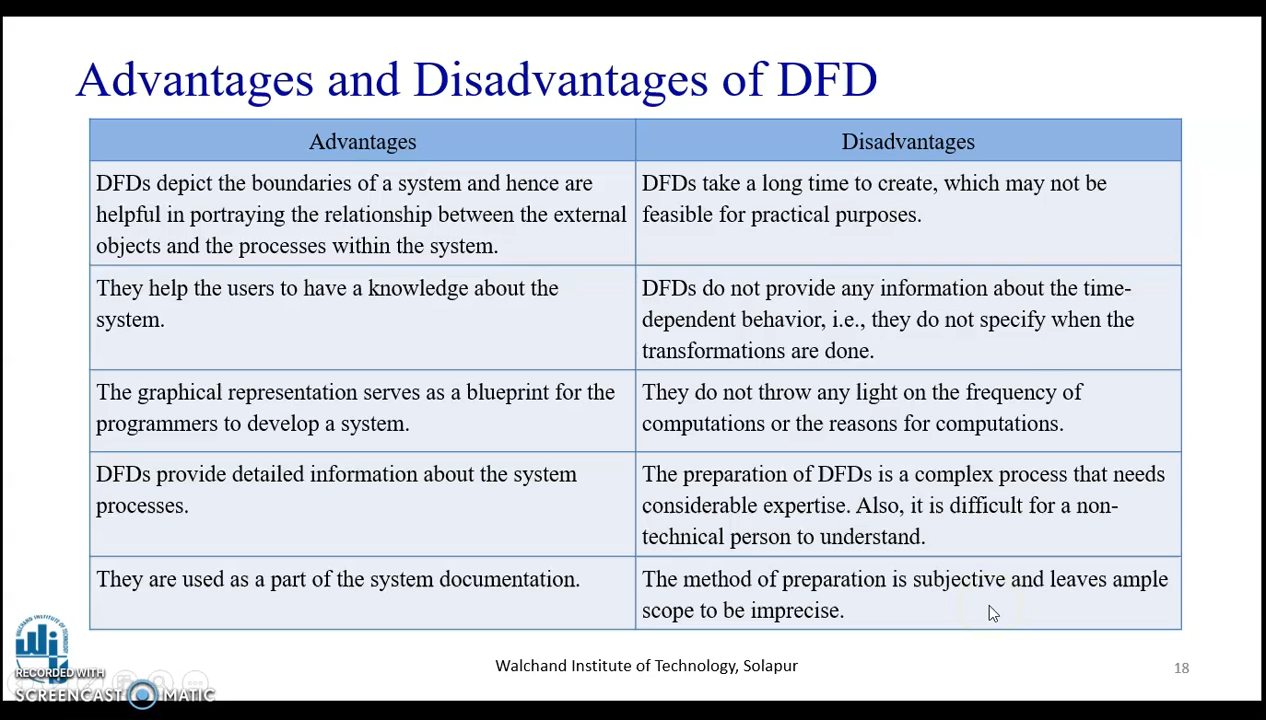 Advantages and Disadvantages of DFD
Advantages
Disadvantages
DFDs depict the boundaries of a system and hence are
helpful in portraying the relationship between the external
objects and the processes within the system.
DFDs take a long time to create, which may not be
feasible for practical purposes.
They help the users to have a knowledge about the
system.
DFDs do not provide any information about the time-
dependent behavior, i.e., they do not specify when the
transformations are done.
The graphical representation serves as a blueprint for the
programmers to develop a system.
They do not throw any light on the frequency of
computations or the reasons for computations.
DFDs provide detailed information about the system
processes.
The preparation of DFDs is a complex process that needs
considerable expertise. Also, it is difficult for a non-
technical person to understand.
They are used as a part of the system documentation.
The method of preparation is subjective and leaves ample
scope to be imprecise.
WALCHAND INSTITUTE OF TECHNOLOGY
RECORDED WITH
SCREENCAST MATIC
Walchand Institute of Technology, Solapur
18